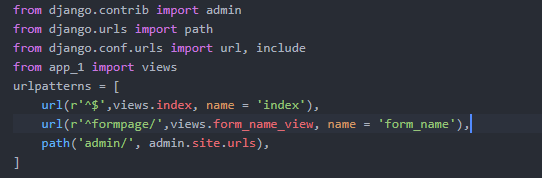 from django.contrib import admin
from django.urls import path
from django.conf.urls import url, include
from app_1 import views
urlpatterns = [
    url(r'^$',views.index, name = 'index'),
    url(r'^formpage/',views.form_name_view, name = 'form_name'),
    path('admin/', admin.site.urls),
]